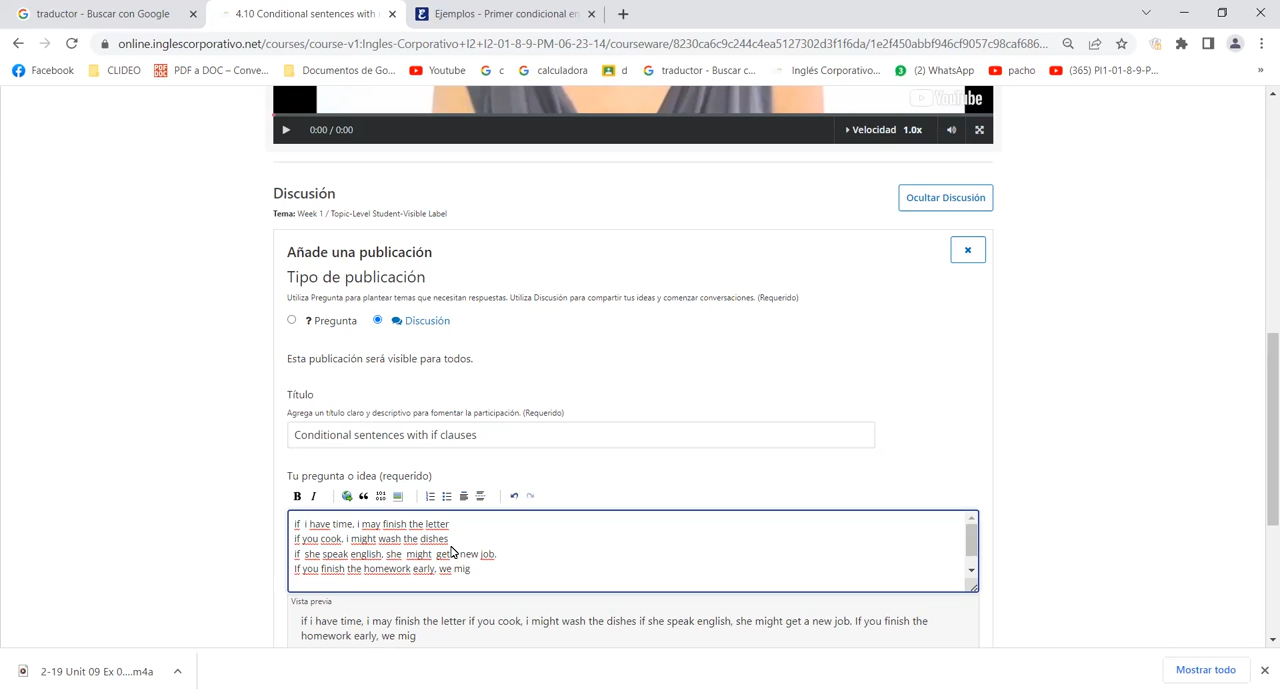 traductor - Buscar con Google
4.10 Conditional sentences with i
Ejemplos - Primer condicional en
online.inglescorporativo.net/courses/course-v1:Ingles-Corporativo+I212-01-8-9-PM-06-23-14/courseware/8230ca6c9c244c4ea5127302d3f1f6da/1e2f450abbf946cf9057c98caf686...
Facebook CLIDEO PDF a DOC – Conve... Documentos de Go... Youtube c calculadora d traductor - Buscar c... Inglés Corporativo... (2) WhatsApp pacho (365) PI1-01-8-9-P... »
YouTube
0:00 / 0:00 Velocidad 1.0x
Discusión
Ocultar Discusión
Tema: Week 1 / Topic-Level Student-Visible Label
Añade una publicación
Tipo de publicación
Utiliza Pregunta para plantear temas que necesitan respuestas. Utiliza Discusión para compartir tus ideas y comenzar conversaciones. (Requerido)
? Pregunta Discusión
Esta publicación será visible para todos.
Título
Agrega un título claro y descriptivo para fomentar la participación. (Requerido)
Conditional sentences with if clauses
Tu pregunta o idea (requerido)
B I
if i have time, i may finish the letter
if you cook, i might wash the dishes
if she speak english, she might get new job.
If you finish the homework early, we mig
Vista previa
if i have time, i may finish the letter if you cook, i might wash the dishes if she speak english, she might get a new job. If you finish the
homework early, we mig
2-19 Unit 09 Ex 0....m4a
Mostrar todo